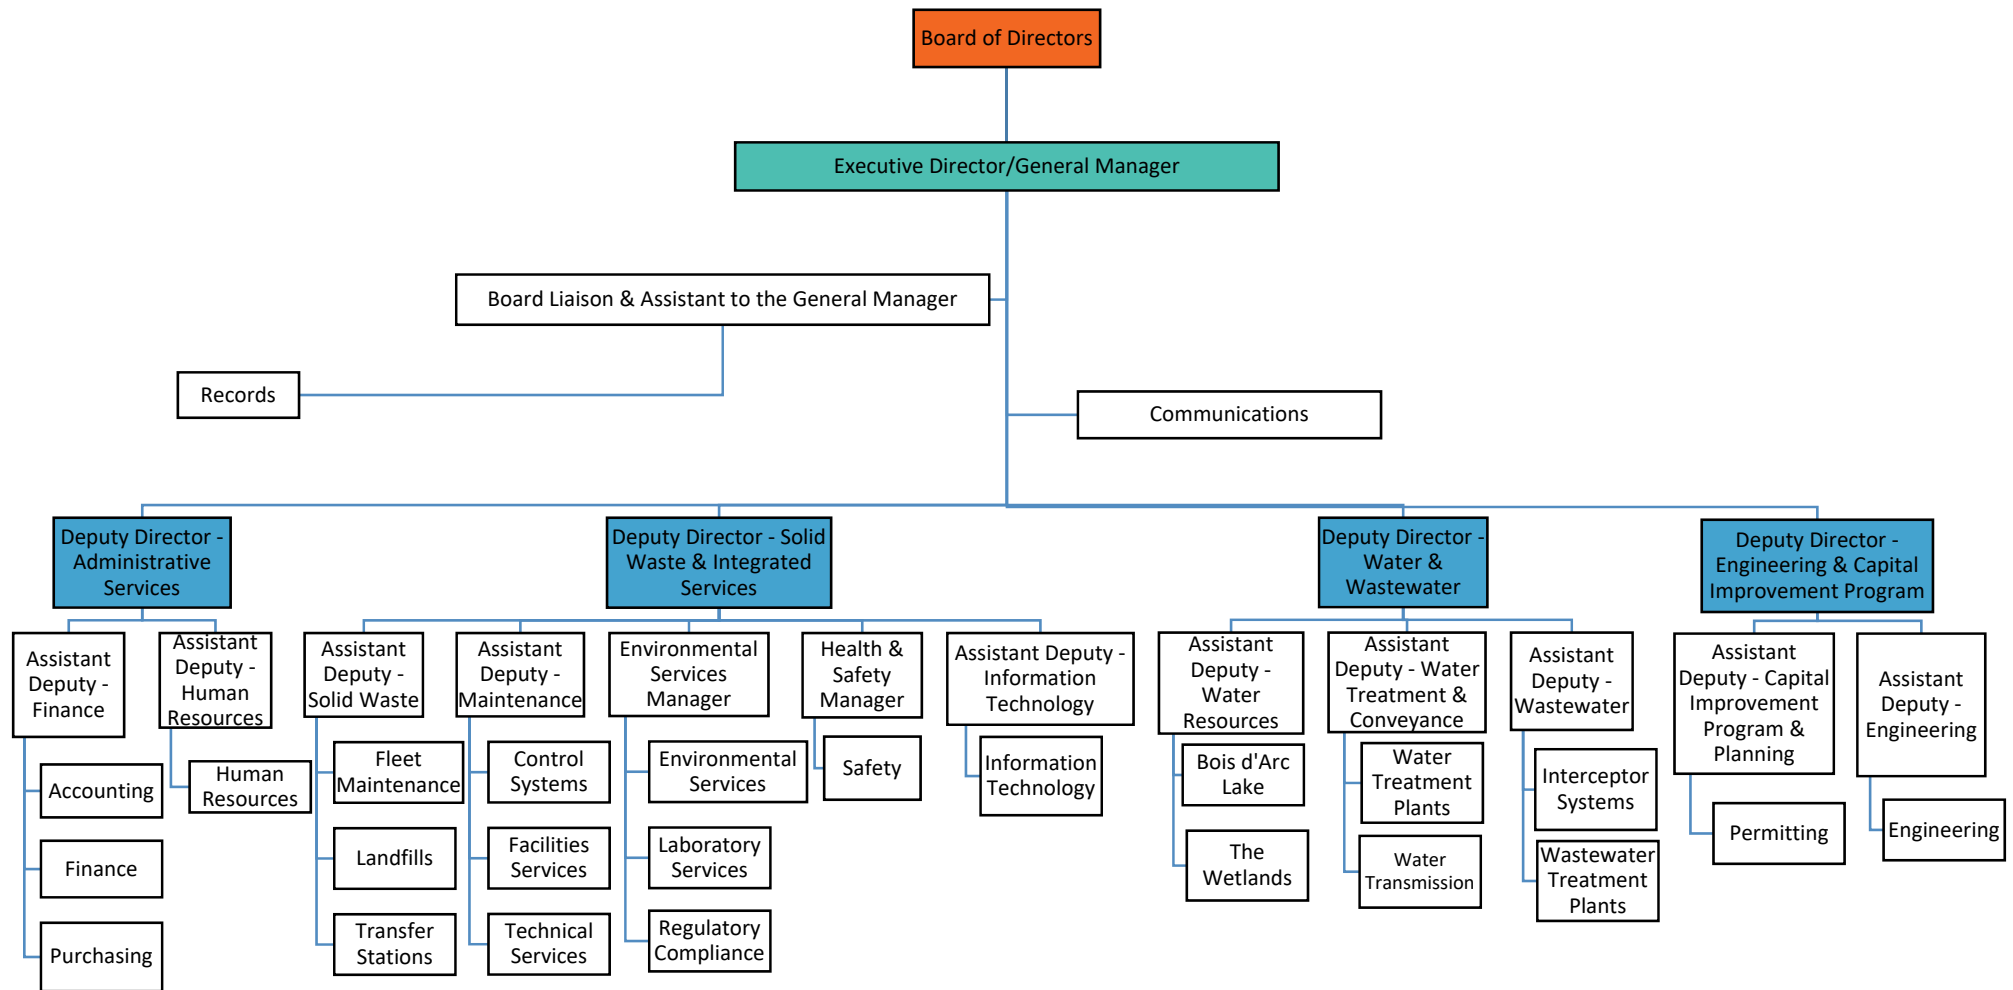 Board of Directors
Executive Director/General Manager
Board Liaison & Assistant to the General Manager
Records
Communications
Deputy Director -
Administrative
Services
Deputy Director - Solid
Waste & Integrated
Services
Deputy Director -
Water &
Wastewater
Deputy Director -
Engineering & Capital
Improvement Program
Assistant
Deputy -
Finance
Assistant
Deputy -
Human
Resources
Assistant
Deputy -
Solid Waste
Assistant
Deputy -
Maintenance
Environmental
Services
Manager
Health &
Safety
Manager
Assistant Deputy -
Information
Technology
Assistant
Deputy -
Water
Resources
Assistant
Deputy - Water
Treatment &
Conveyance
Assistant
Deputy -
Wastewater
Assistant
Deputy - Capital
Improvement
Program &
Planning
Assistant
Deputy -
Engineering
Accounting
Finance
Purchasing
Human
Resources
Fleet
Maintenance
Landfills
Transfer
Stations
Control
Systems
Facilities
Services
Technical
Services
Environmental
Services
Laboratory
Services
Regulatory
Compliance
Safety
Information
Technology
Bois d'Arc
Lake
The
Wetlands
Water
Treatment
Plants
Water
Transmission
Interceptor
Systems
Wastewater
Treatment
Plants
Permitting
Engineering